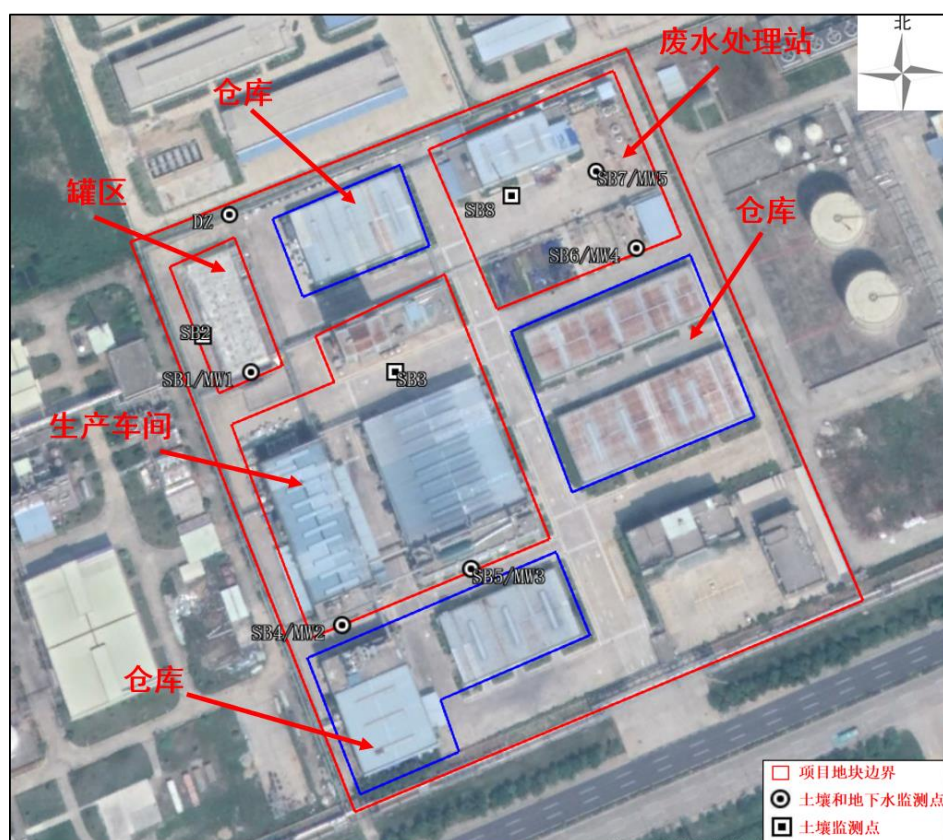 北
废水处理站
仓库
罐区
SB7/MW5
SB8
DZ
仓库
SB6/MW4
SB2
SB1/MW1
SB3
生产车间
SB5/MW3
SB4/MW2
仓库
项目地块边界
土壤和地下水监测点
土壤监测点